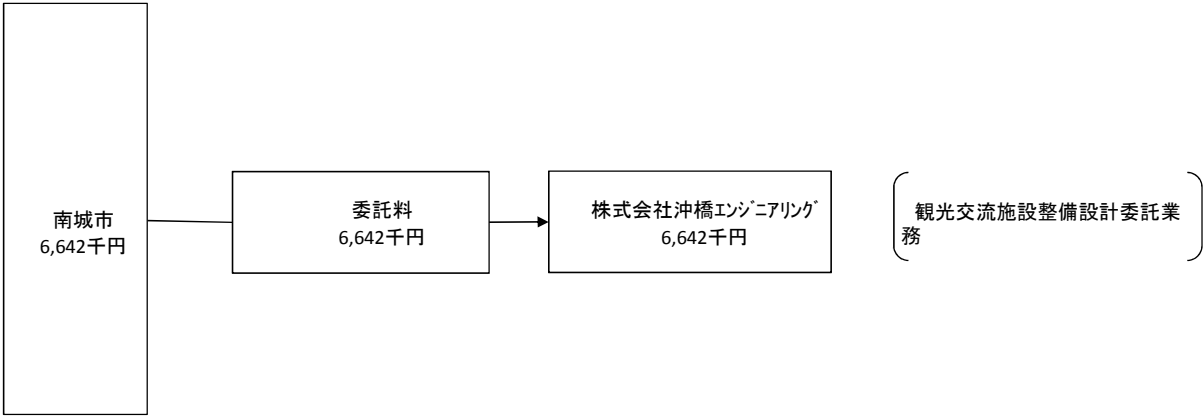 南城市
6,642千円
委託料
6,642千円
株式会社沖橋ｴﾝｼﾞﾆｱﾘﾝｸﾞ
6,642千円
観光交流施設整備設計委託業
務